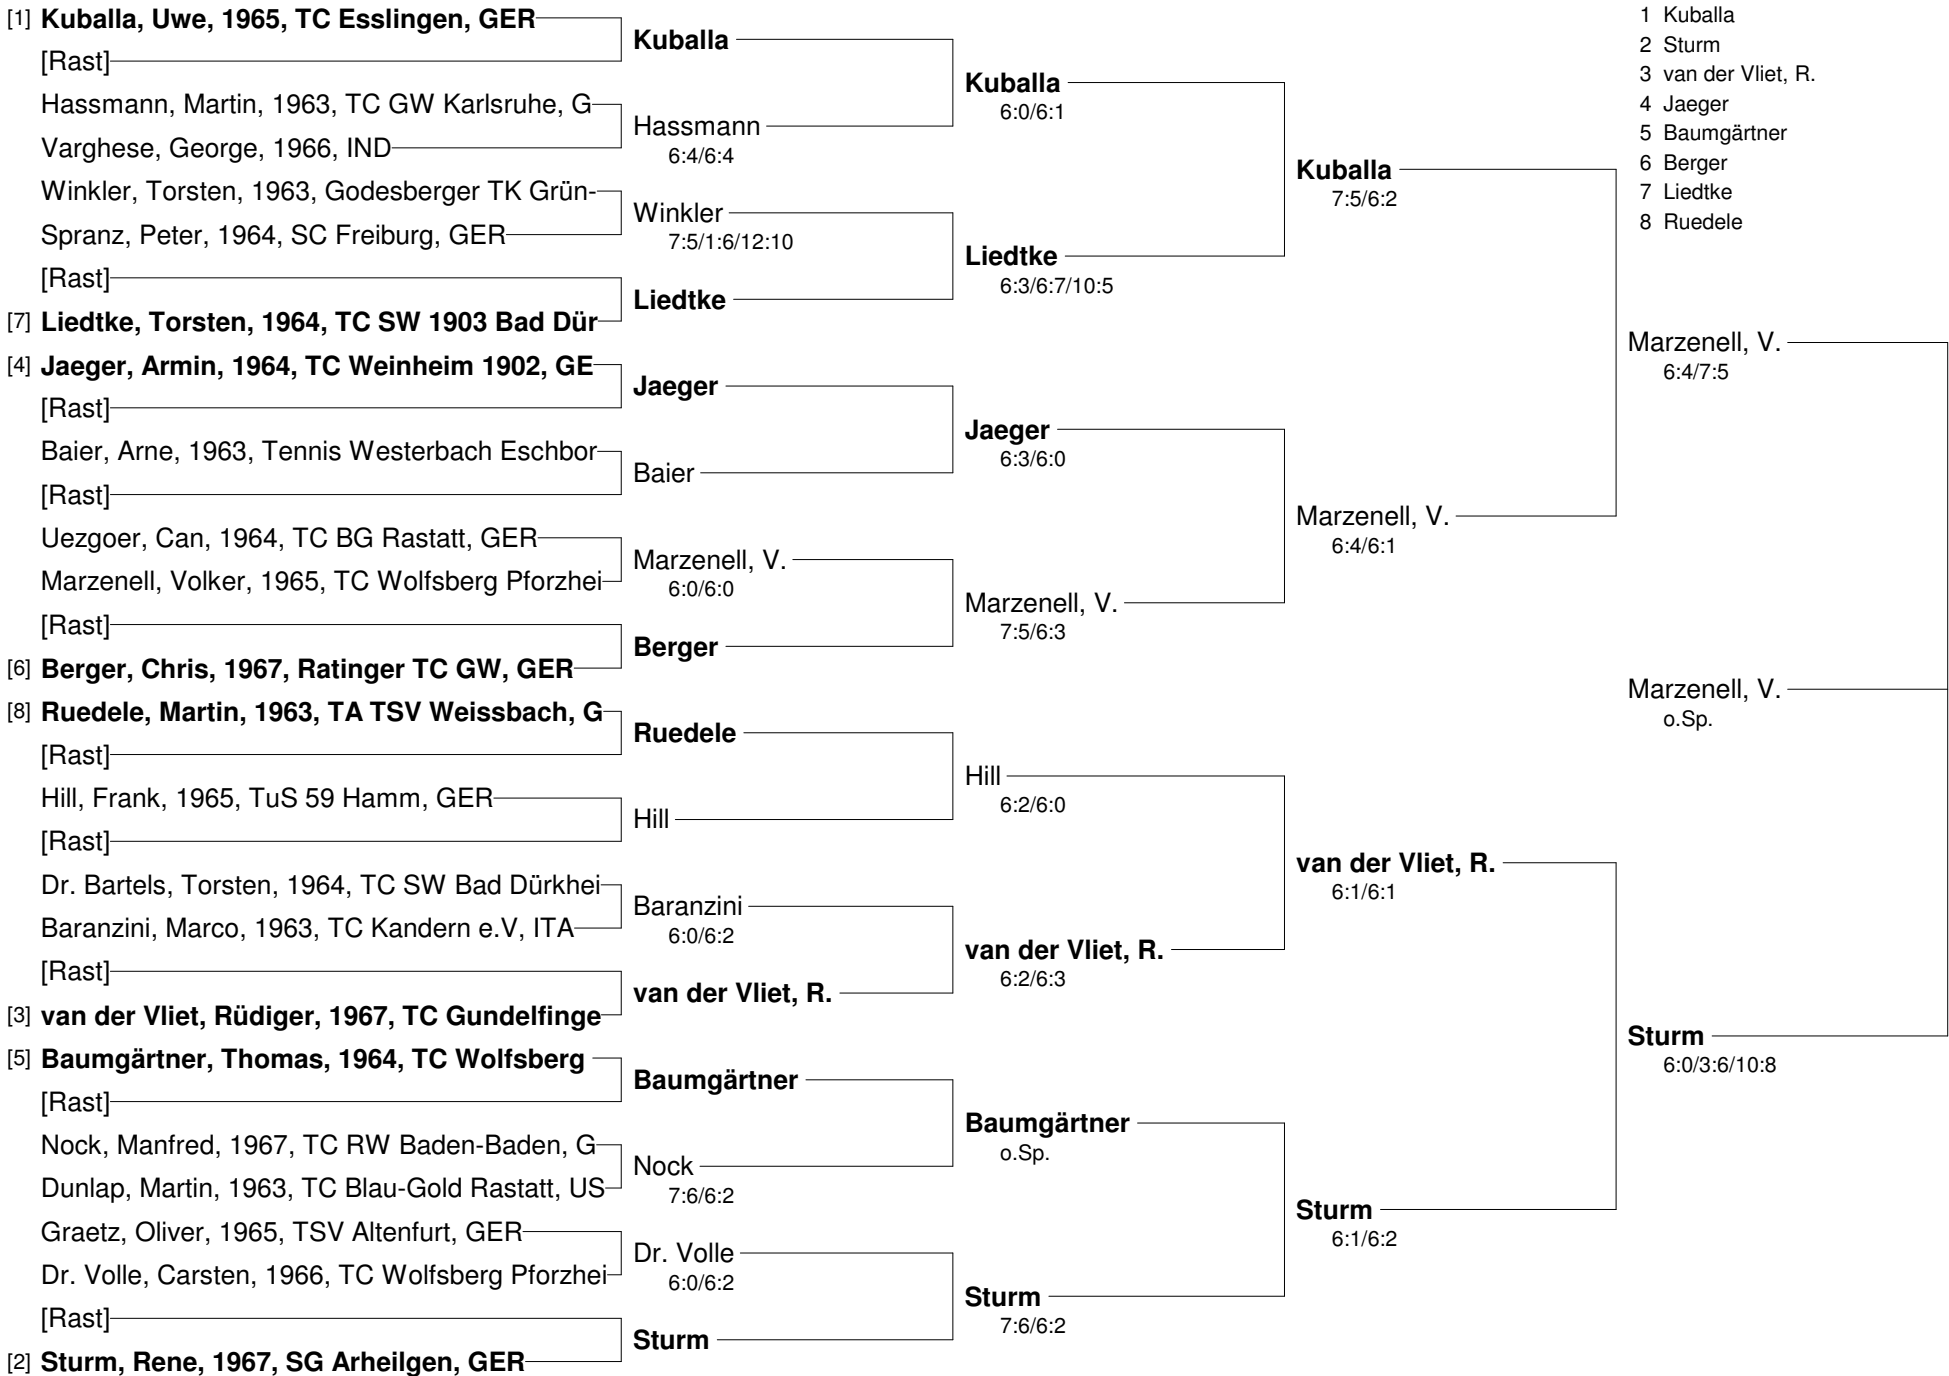 [1] Kuballa, Uwe, 1965, TC Esslingen, GER
[Rast]
Hassmann, Martin, 1963, TC GW Karlsruhe, G
Varghese, George, 1966, IND
Winkler, Torsten, 1963, Godesberger TK Grün-
Spranz, Peter, 1964, SC Freiburg, GER
[Rast]
[7] Liedtke, Torsten, 1964, TC SW 1903 Bad Dür
[4] Jaeger, Armin, 1964, TC Weinheim 1902, GE
[Rast]
Baier, Arne, 1963, Tennis Westerbach Eschbor
[Rast]
Uezgoer, Can, 1964, TC BG Rastatt, GER
Marzenell, Volker, 1965, TC Wolfsberg Pforzhei
[Rast]
[6] Berger, Chris, 1967, Ratinger TC GW, GER
[8] Ruedele, Martin, 1963, TA TSV Weissbach, G
[Rast]
Hill, Frank, 1965, TuS 59 Hamm, GER
[Rast]
Dr. Bartels, Torsten, 1964, TC SW Bad Dürkhei
Baranzini, Marco, 1963, TC Kandern e.V, ITA
[Rast]
[3] van der Vliet, Rüdiger, 1967, TC Gundelfinge
[5] Baumgärtner, Thomas, 1964, TC Wolfsberg
[Rast]
Nock, Manfred, 1967, TC RW Baden-Baden, G
Dunlap, Martin, 1963, TC Blau-Gold Rastatt, US
Graetz, Oliver, 1965, TSV Altenfurt, GER
Dr. Volle, Carsten, 1966, TC Wolfsberg Pforzhei
[Rast]
[2] Sturm, Rene, 1967, SG Arheilgen, GER
Kuballa
Hassmann
6:4/6:4
Winkler
7:5/1:6/12:10
Liedtke
Jaeger
Baier
Marzenell, V.
6:0/6:0
Berger
Ruedele
Hill
Baranzini
6:0/6:2
van der Vliet, R.
Baumgärtner
Nock
7:6/6:2
Dr. Volle
6:0/6:2
Sturm
Kuballa
6:0/6:1
Liedtke
6:3/6:7/10:5
Jaeger
6:3/6:0
Marzenell, V.
7:5/6:3
Hill
6:2/6:0
van der Vliet, R.
6:2/6:3
Baumgärtner
o.Sp.
Sturm
7:6/6:2
Kuballa
7:5/6:2
Marzenell, V.
6:4/6:1
van der Vliet, R.
6:1/6:1
Sturm
6:1/6:2
1 Kuballa
2 Sturm
3 van der Vliet, R.
4 Jaeger
5 Baumgärtner
6 Berger
7 Liedtke
8 Ruedele
Marzenell, V.
6:4/7:5
Marzenell, V.
o.Sp.
Sturm
6:0/3:6/10:8